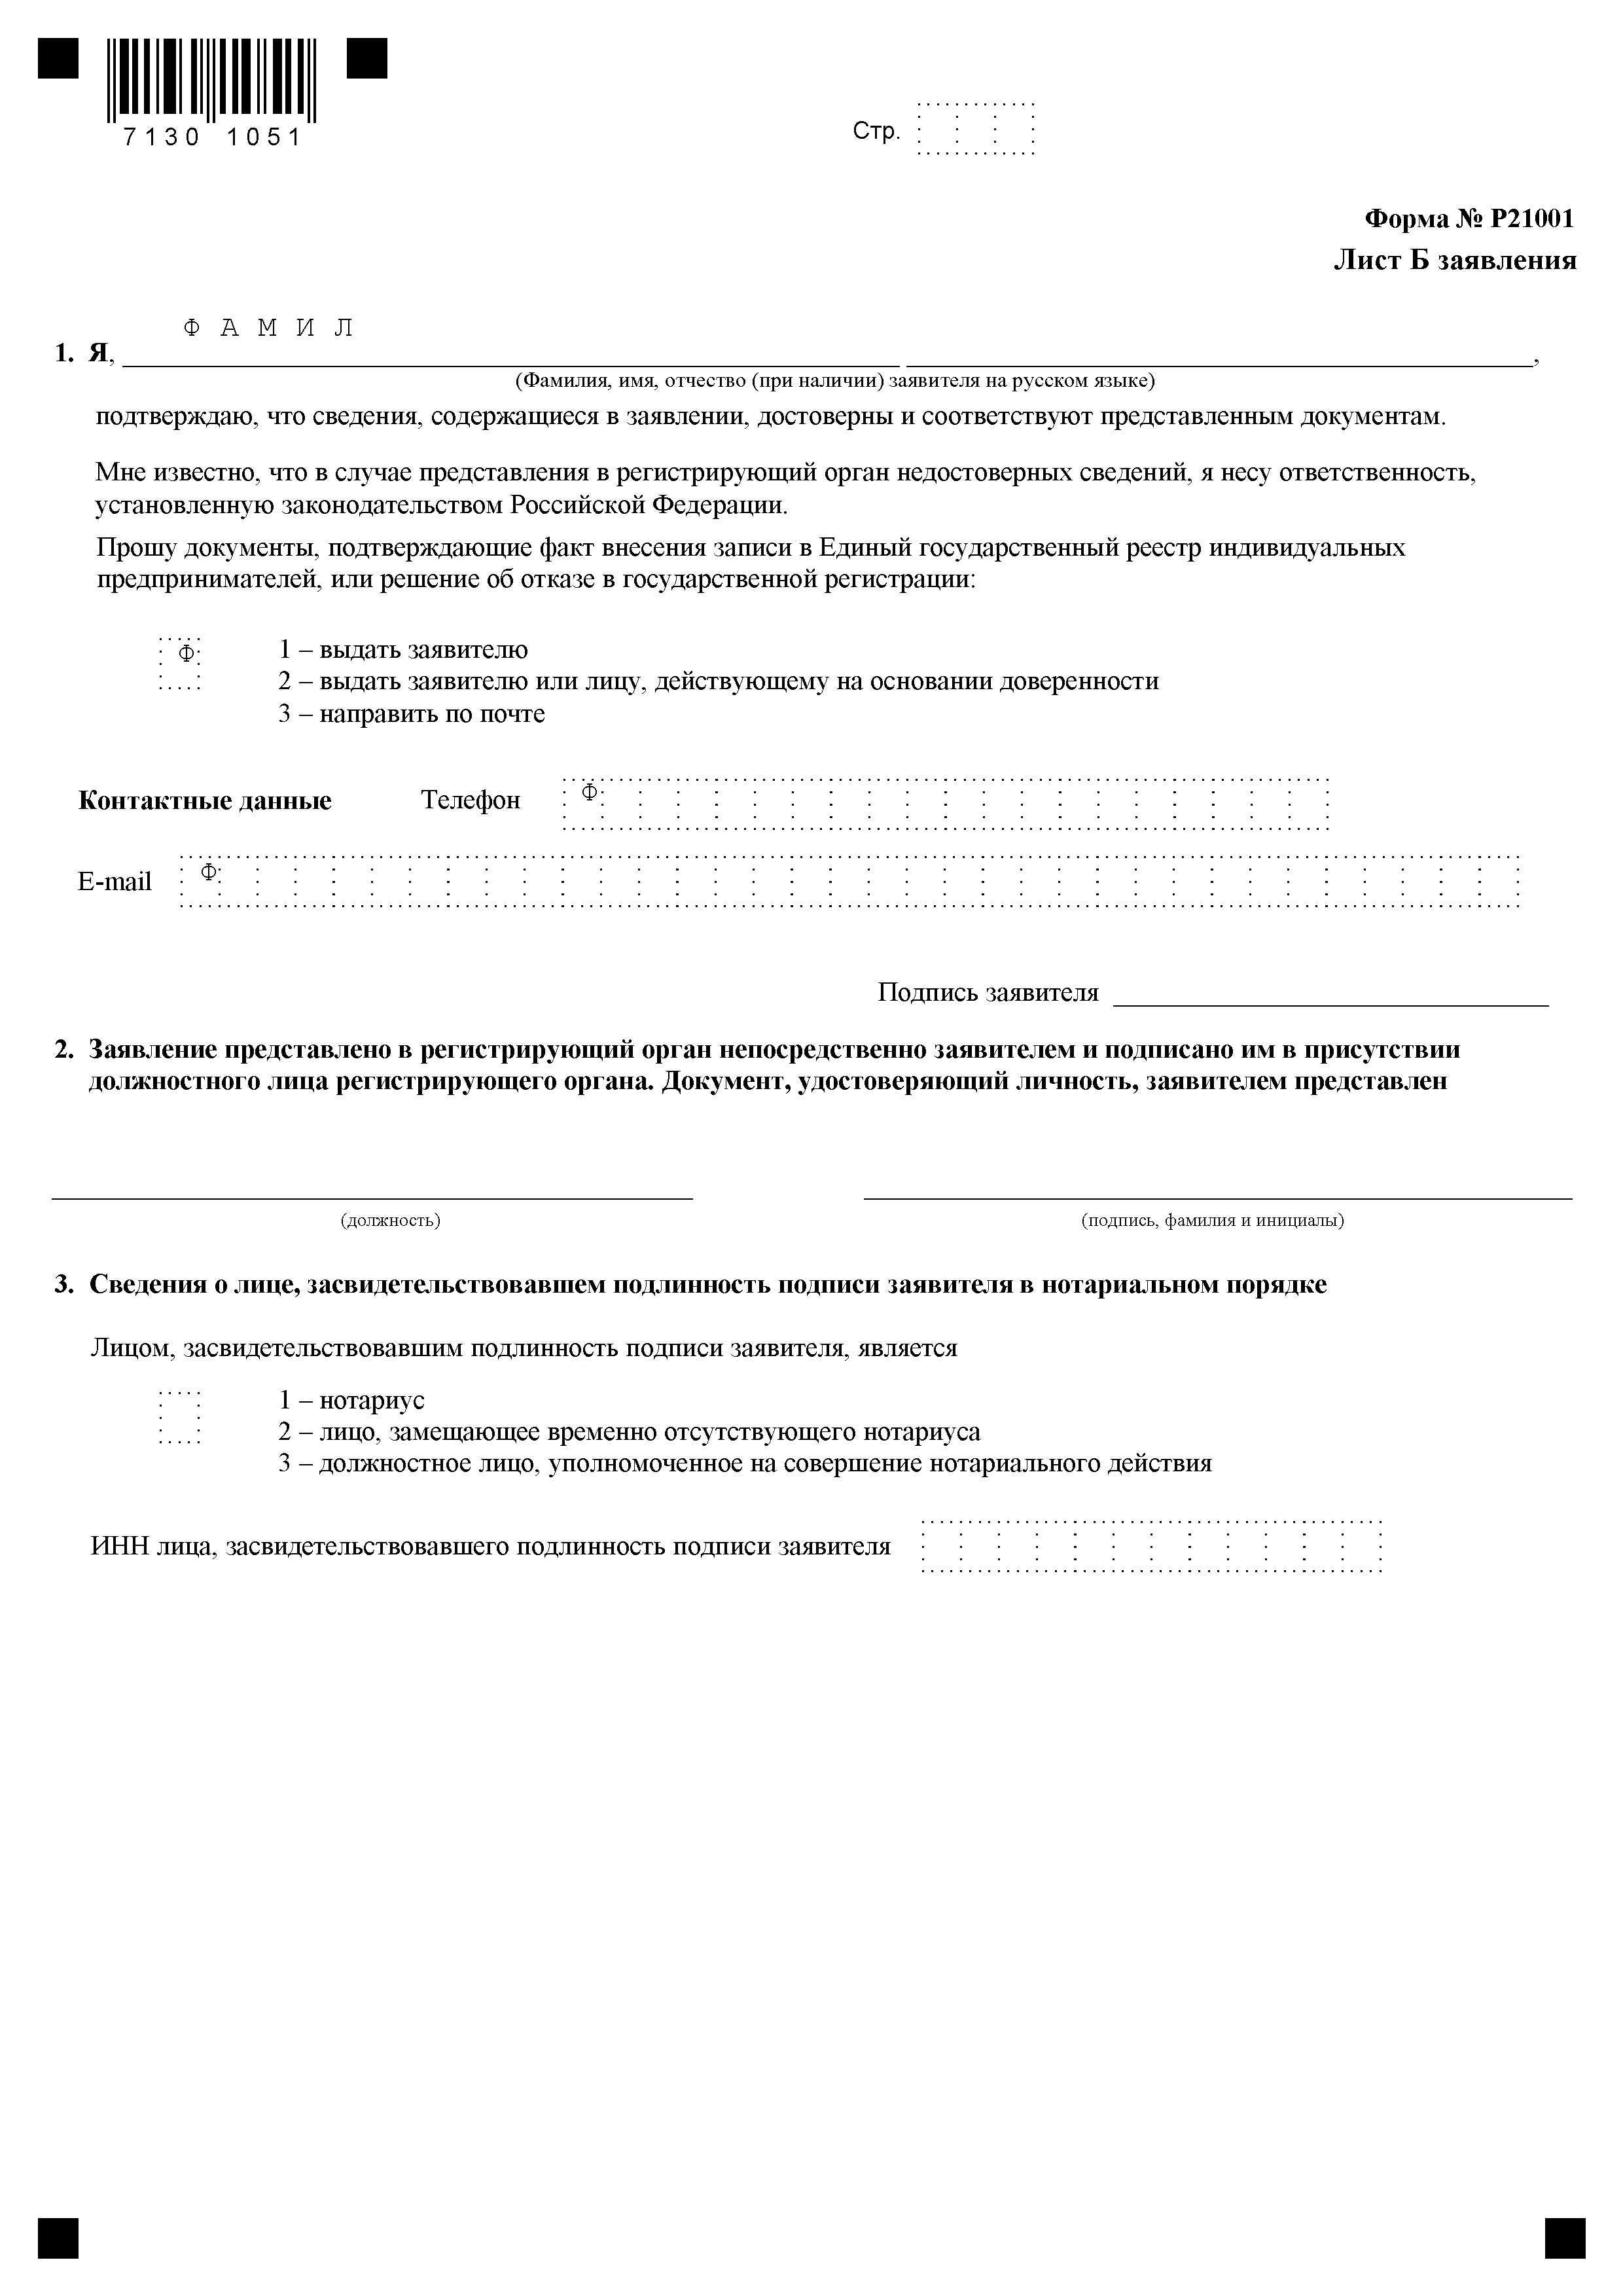 7130 1051
Стр.
Форма № Р21001
Лист Б заявления
Ф А М И Л
1. Я, ,
(Фамилия, имя, отчество (при наличии) заявителя на русском языке)
подтверждаю, что сведения, содержащиеся в заявлении, достоверны и соответствуют представленным документам.
Мне известно, что в случае представления в регистрирующий орган недостоверных сведений, я несу ответственность,
установленную законодательством Российской Федерации.
Прошу документы, подтверждающие факт внесения записи в Единый государственный реестр индивидуальных
предпринимателей, или решение об отказе в государственной регистрации:
Ф 1 – выдать заявителю
2 – выдать заявителю или лицу, действующему на основании доверенности
3 – направить по почте
Контактные данные Телефон Ф
E-mail Ф
Подпись заявителя
2. Заявление представлено в регистрирующий орган непосредственно заявителем и подписано им в присутствии
должностного лица регистрирующего органа. Документ, удостоверяющий личность, заявителем представлен
(должность) (подпись, фамилия и инициалы)
3. Сведения о лице, засвидетельствовавшем подлинность подписи заявителя в нотариальном порядке
Лицом, засвидетельствовавшим подлинность подписи заявителя, является
1 – нотариус
2 – лицо, замещающее временно отсутствующего нотариуса
3 – должностное лицо, уполномоченное на совершение нотариального действия
ИНН лица, засвидетельствовавшего подлинность подписи заявителя